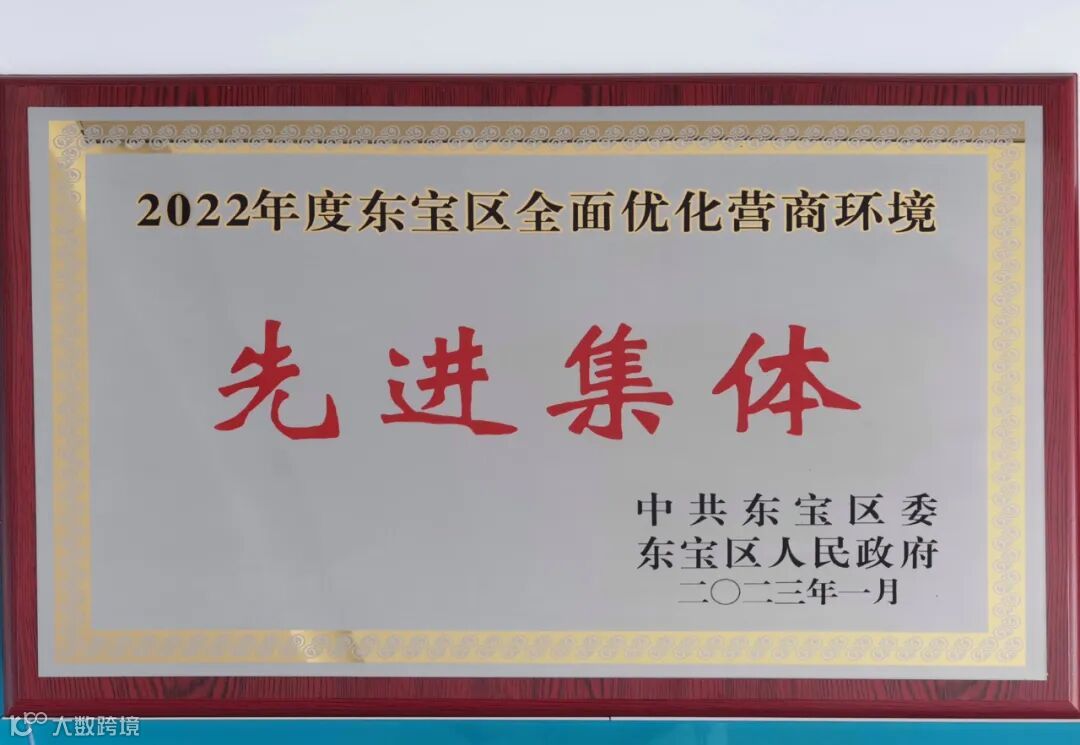 2022年度东宝区全面优化营商环境
先进集体
中共东宝区委
东宝区人民政府
二〇二三年一月
大数跨境